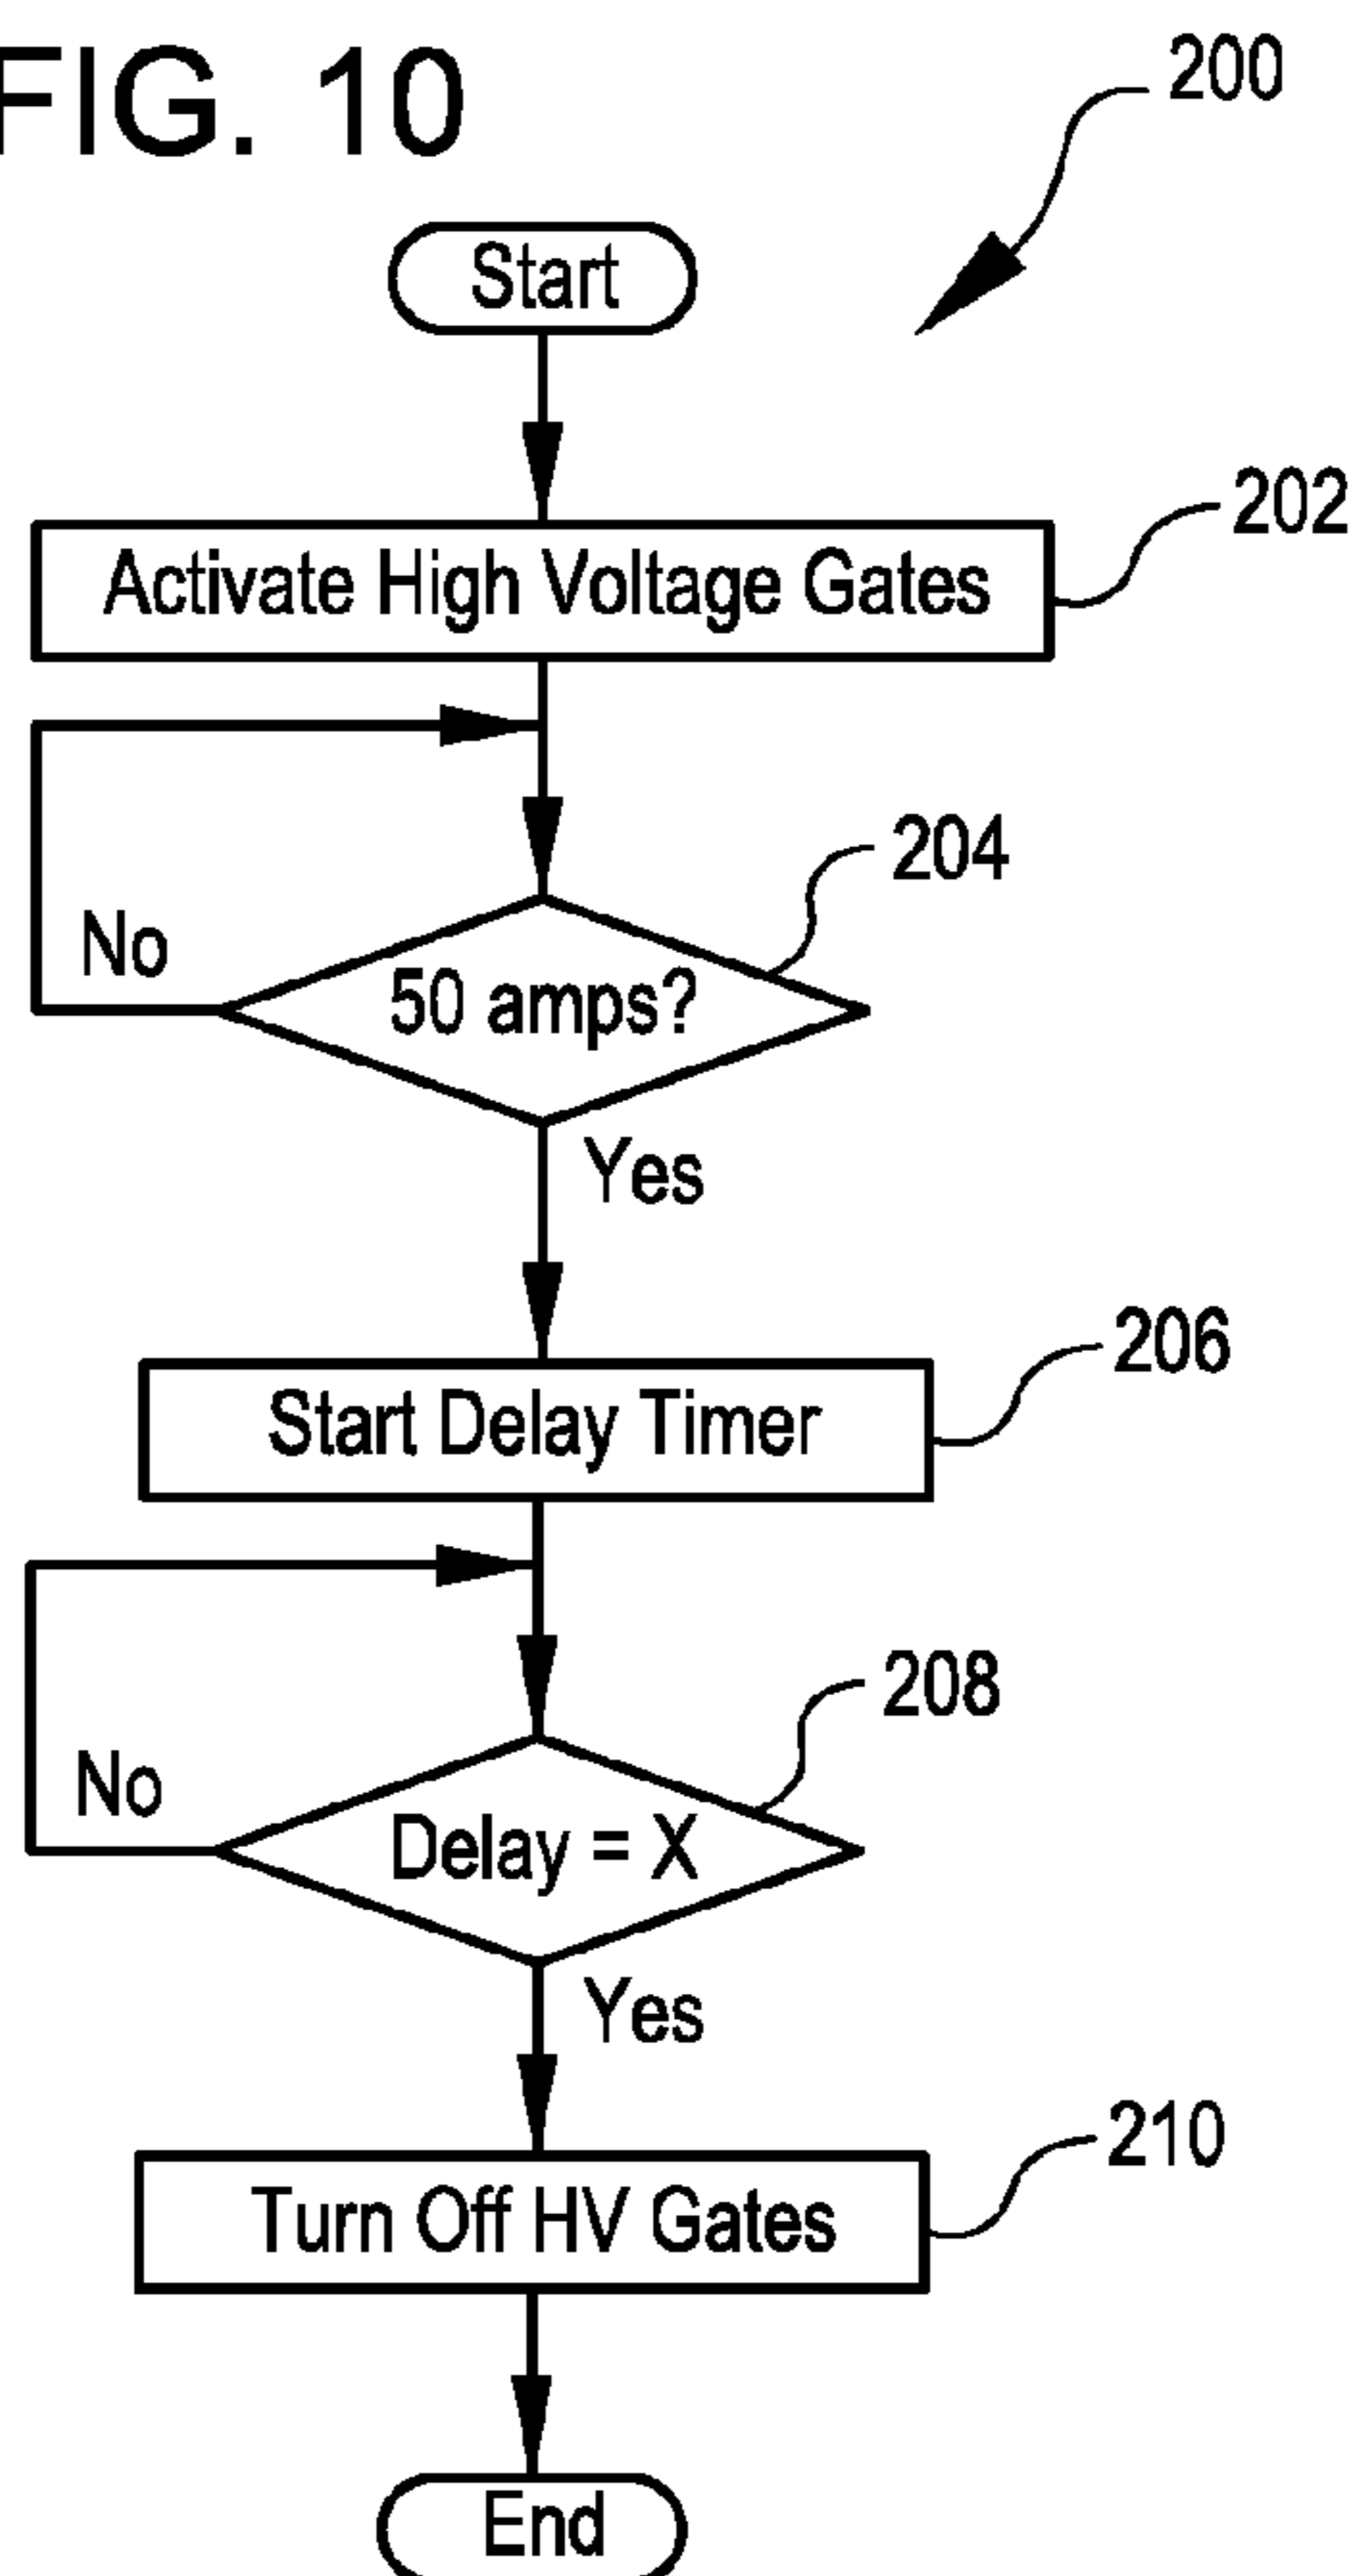 FIG. 10
200
Start
202
Activate High Voltage Gates
204
No
50 amps?
Yes
206
Start Delay Timer
208
No
Delay = X
Yes
210
Turn Off HV Gates
End